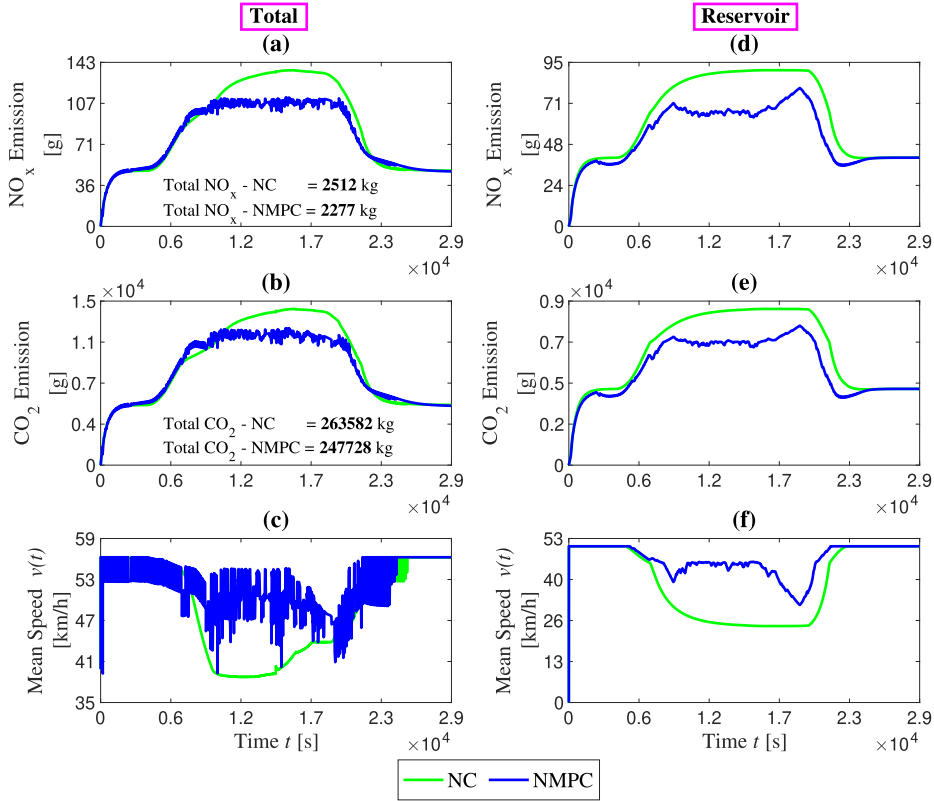 Total
Reservoir
(a)
(d)
NOx Emission [g]
143
107
71
36
0
Total NOx - NC = 2512 kg
Total NOx - NMPC = 2277 kg
0 0.6 1.2 1.7 2.3 2.9
×10^4
NOx Emission [g]
95
71
48
24
0
0 0.6 1.2 1.7 2.3 2.9
×10^4
(b)
(e)
×10^4
CO2 Emission [g]
1.5
1.1
0.7
0.4
0
Total CO2 - NC = 263582 kg
Total CO2 - NMPC = 247728 kg
0 0.6 1.2 1.7 2.3 2.9
×10^4
×10^4
CO2 Emission [g]
0.9
0.7
0.5
0.2
0
0 0.6 1.2 1.7 2.3 2.9
×10^4
(c)
(f)
Mean Speed v(t) [km/h]
59
53
47
41
35
0 0.6 1.2 1.7 2.3 2.9
×10^4
Time t [s]
Mean Speed v(t) [km/h]
53
40
26
13
0
0 0.6 1.2 1.7 2.3 2.9
×10^4
Time t [s]
NC NMPC